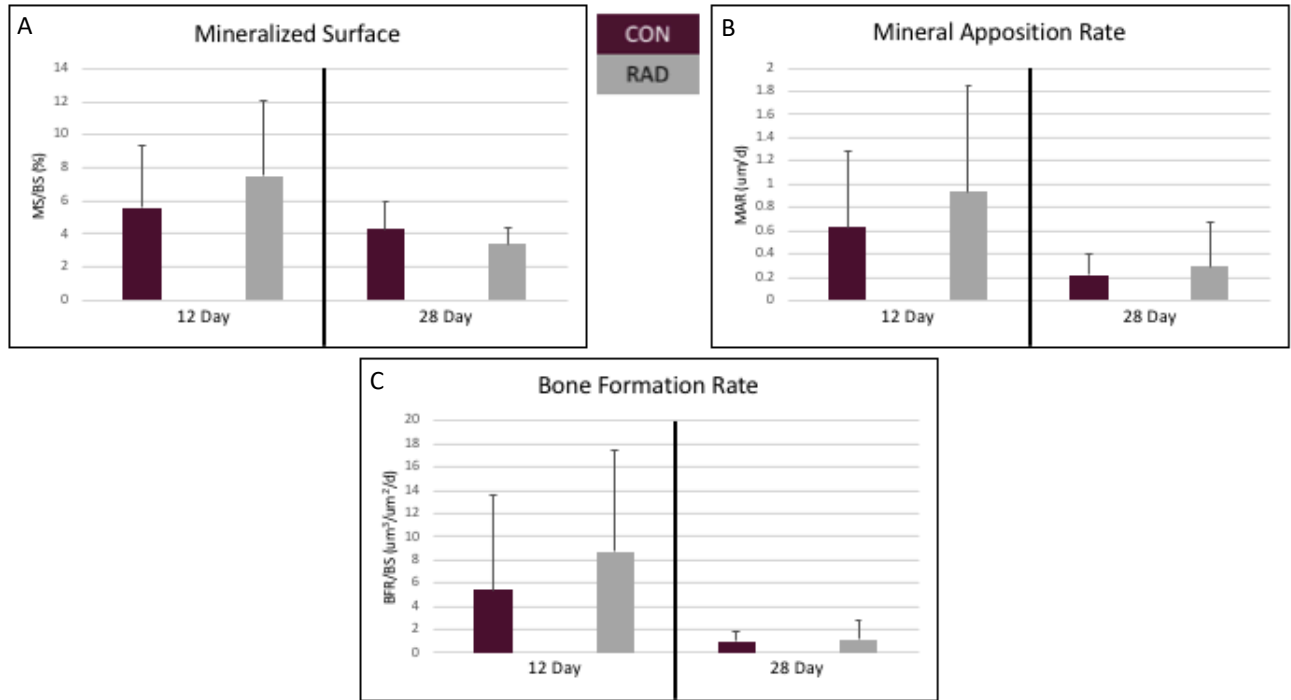 A
Mineralized Surface
14
12
10
8
6
4
2
0
MS/BS (%)
12 Day
28 Day
CON
RAD
B
Mineral Apposition Rate
2
1.8
1.6
1.4
1.2
1
0.8
0.6
0.4
0.2
0
MAR (um/d)
12 Day
28 Day
C
Bone Formation Rate
20
18
16
14
12
10
8
6
4
2
0
BFR/BS (um³/um²/d)
12 Day
28 Day